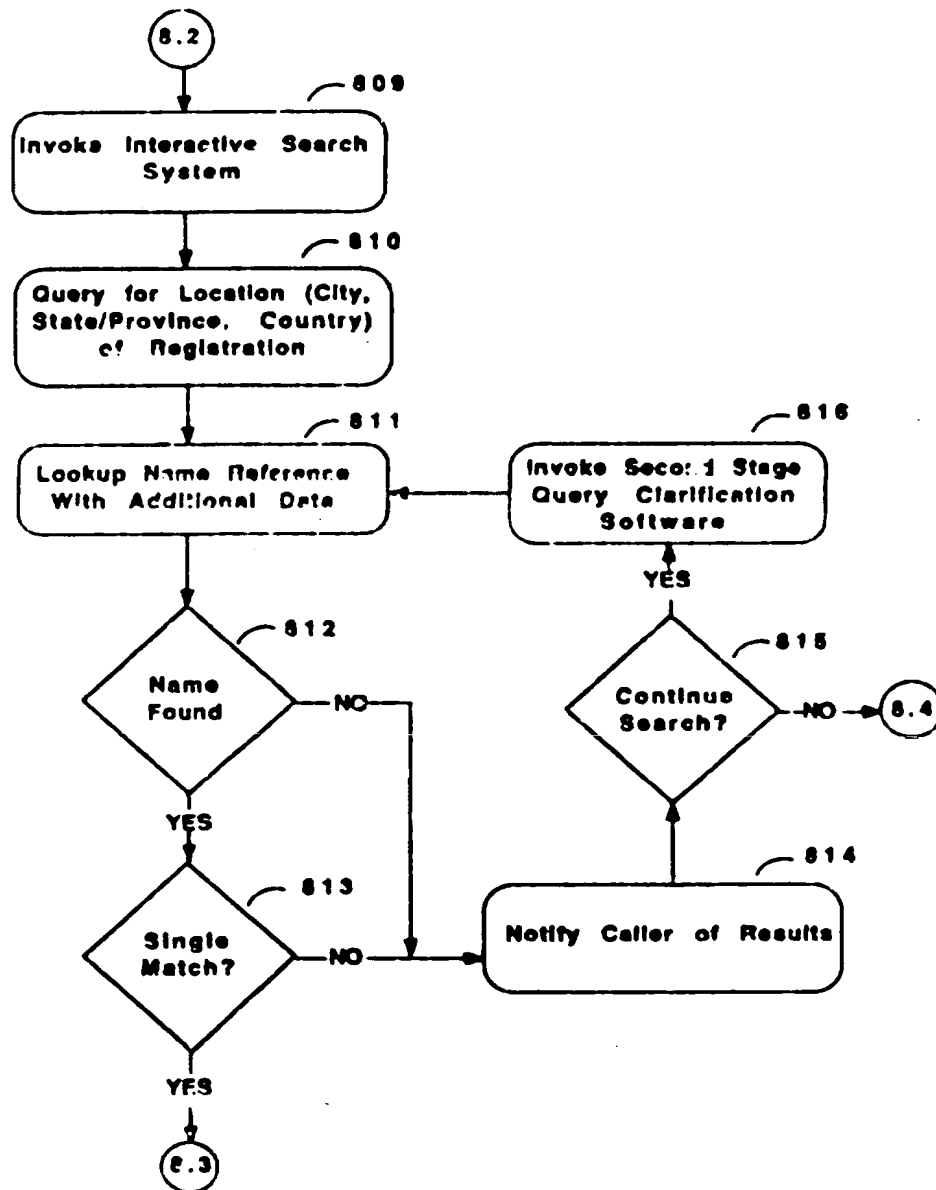 8.2
809
Invoke Interactive Search
System
810
Query for Location (City,
State/Province, Country)
of Registration
811
Lookup Name Reference
With Additional Data
816
Invoke Second Stage
Query Clarification
Software
YES
812
Name
Found
NO
815
Continue
Search?
NO
8.4
YES
813
Single
Match?
NO
814
Notify Caller of Results
YES
8.3